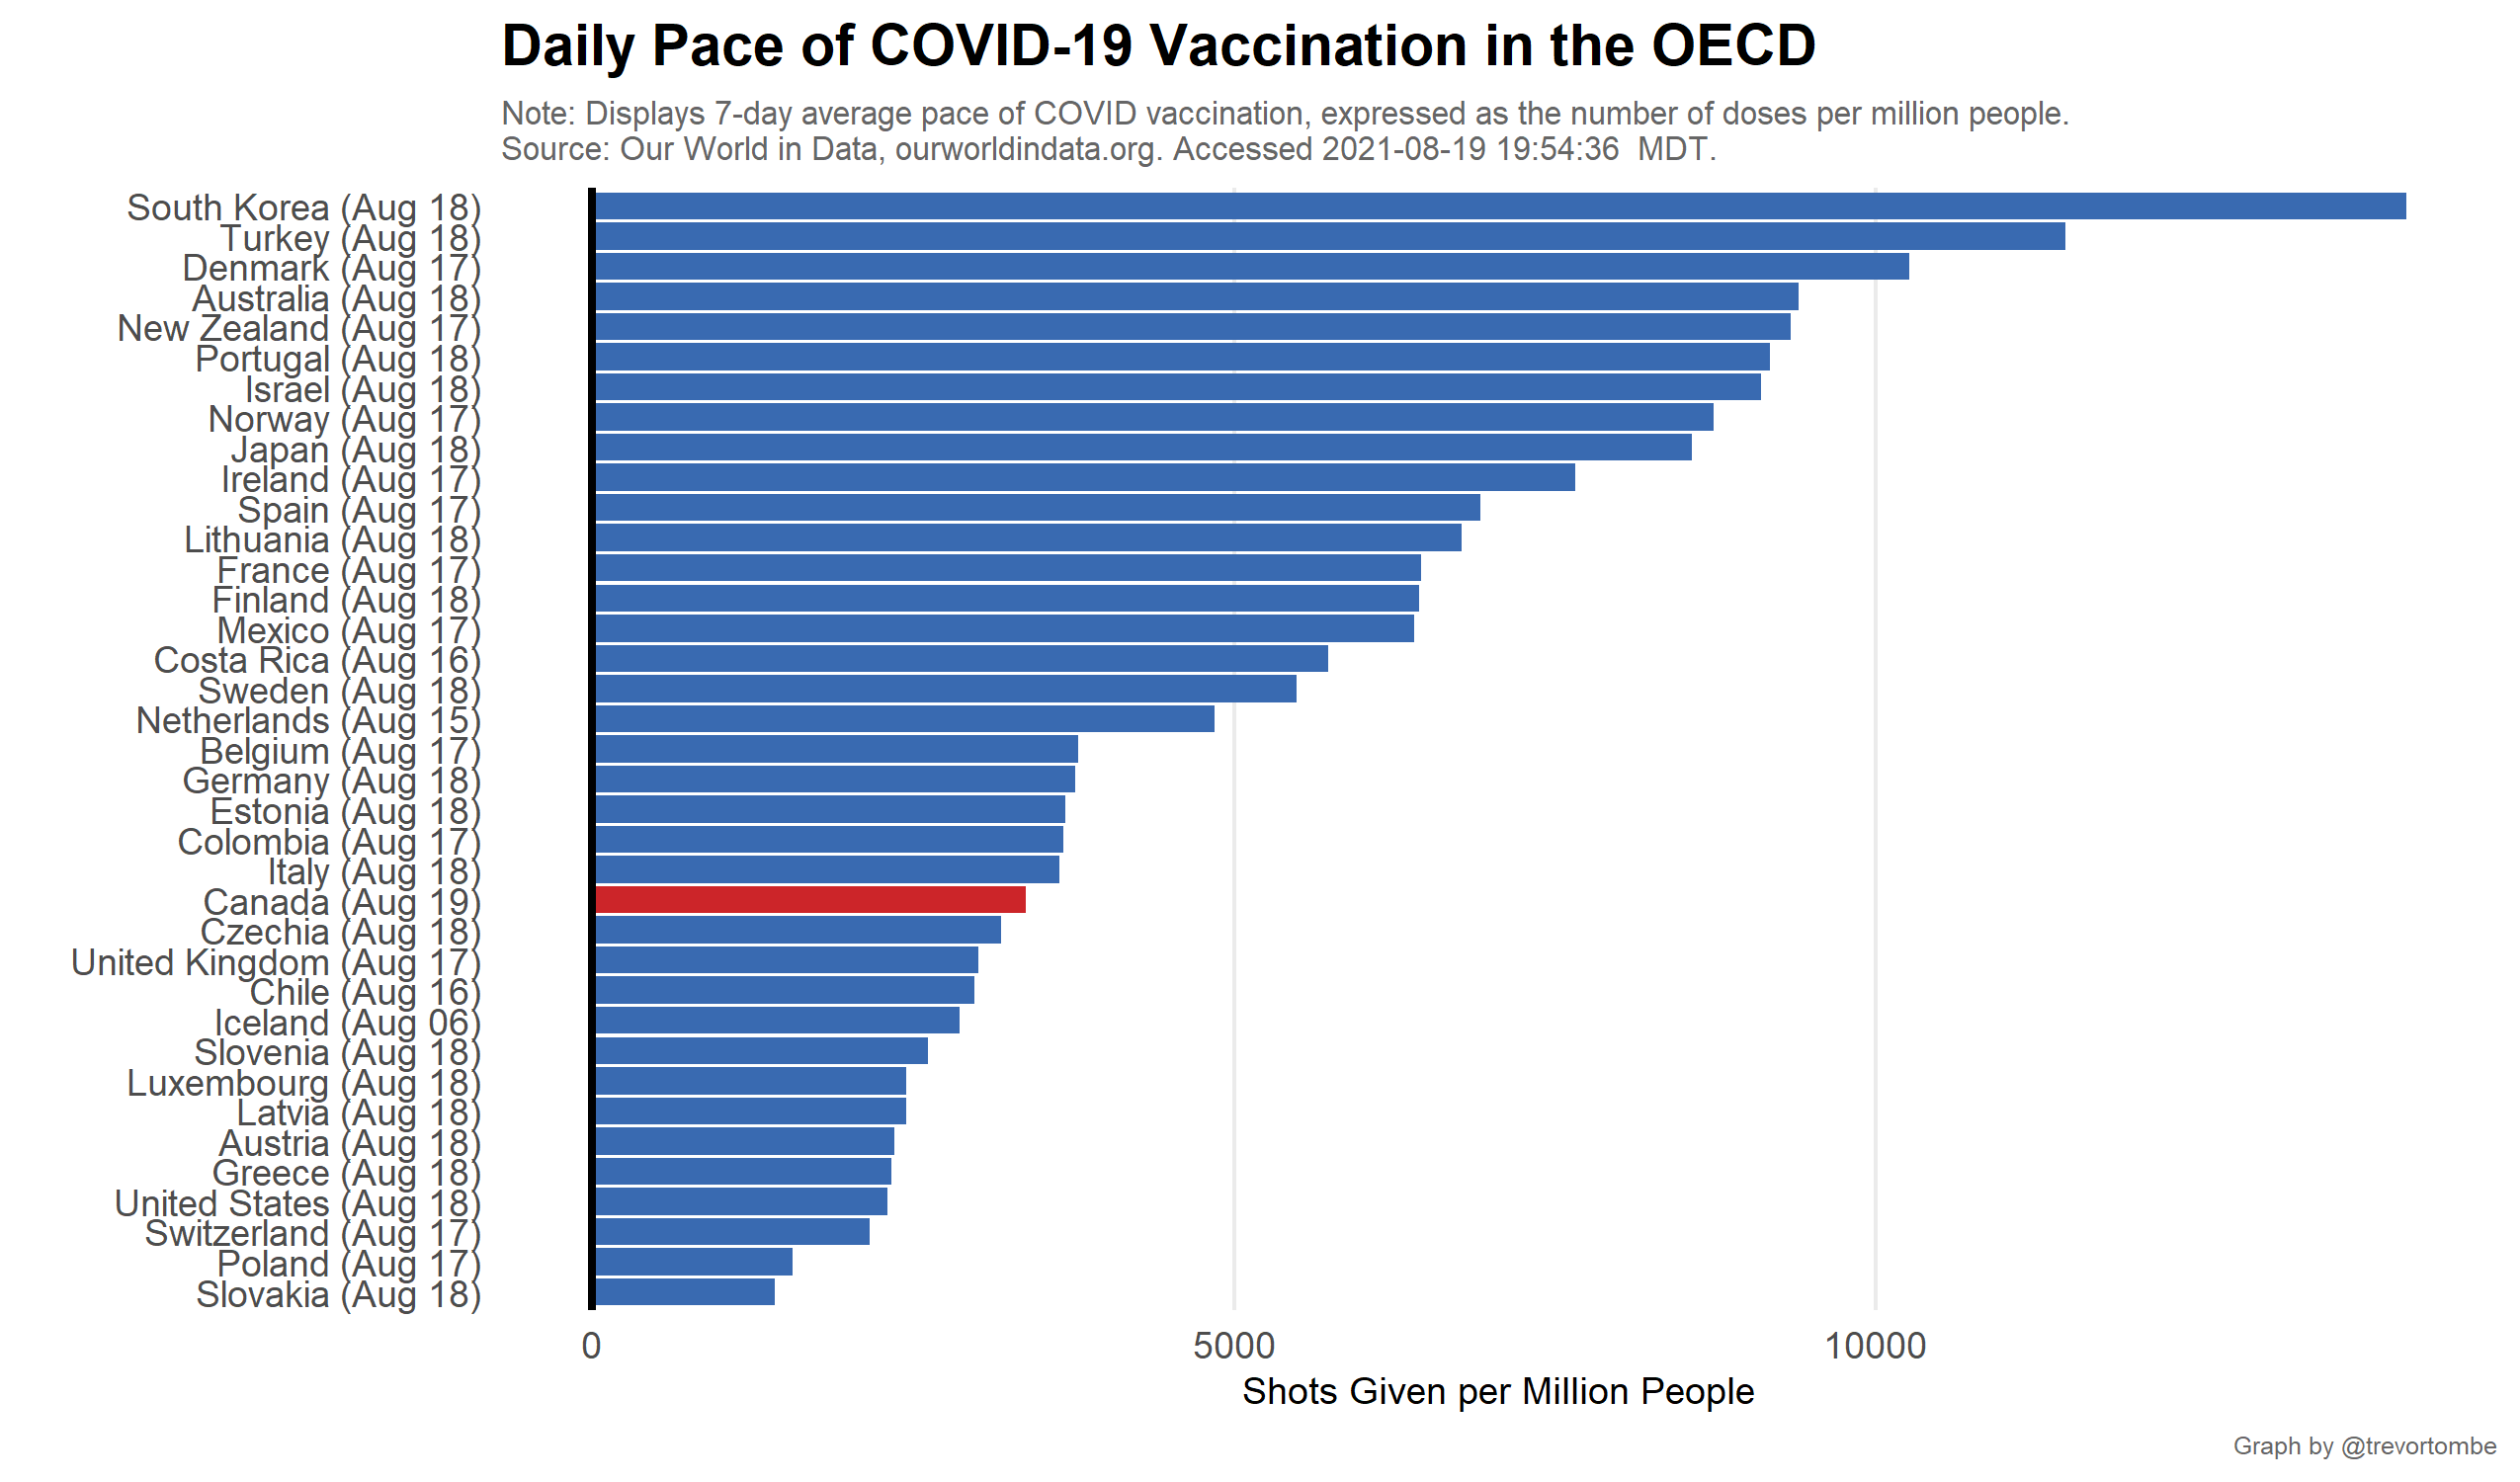 Daily Pace of COVID-19 Vaccination in the OECD
Note: Displays 7-day average pace of COVID vaccination, expressed as the number of doses per million people.
Source: Our World in Data, ourworldindata.org. Accessed 2021-08-19 19:54:36  MDT.
South Korea (Aug 18)
Turkey (Aug 18)
Denmark (Aug 17)
Australia (Aug 18)
New Zealand (Aug 17)
Portugal (Aug 18)
Israel (Aug 18)
Norway (Aug 17)
Japan (Aug 18)
Ireland (Aug 17)
Spain (Aug 17)
Lithuania (Aug 18)
France (Aug 17)
Finland (Aug 18)
Mexico (Aug 17)
Costa Rica (Aug 16)
Sweden (Aug 18)
Netherlands (Aug 15)
Belgium (Aug 17)
Germany (Aug 18)
Estonia (Aug 18)
Colombia (Aug 17)
Italy (Aug 18)
Canada (Aug 19)
Czechia (Aug 18)
United Kingdom (Aug 17)
Chile (Aug 16)
Iceland (Aug 06)
Slovenia (Aug 18)
Luxembourg (Aug 18)
Latvia (Aug 18)
Austria (Aug 18)
Greece (Aug 18)
United States (Aug 18)
Switzerland (Aug 17)
Poland (Aug 17)
Slovakia (Aug 18)
0 5000 10000
Shots Given per Million People
Graph by @trevortombe